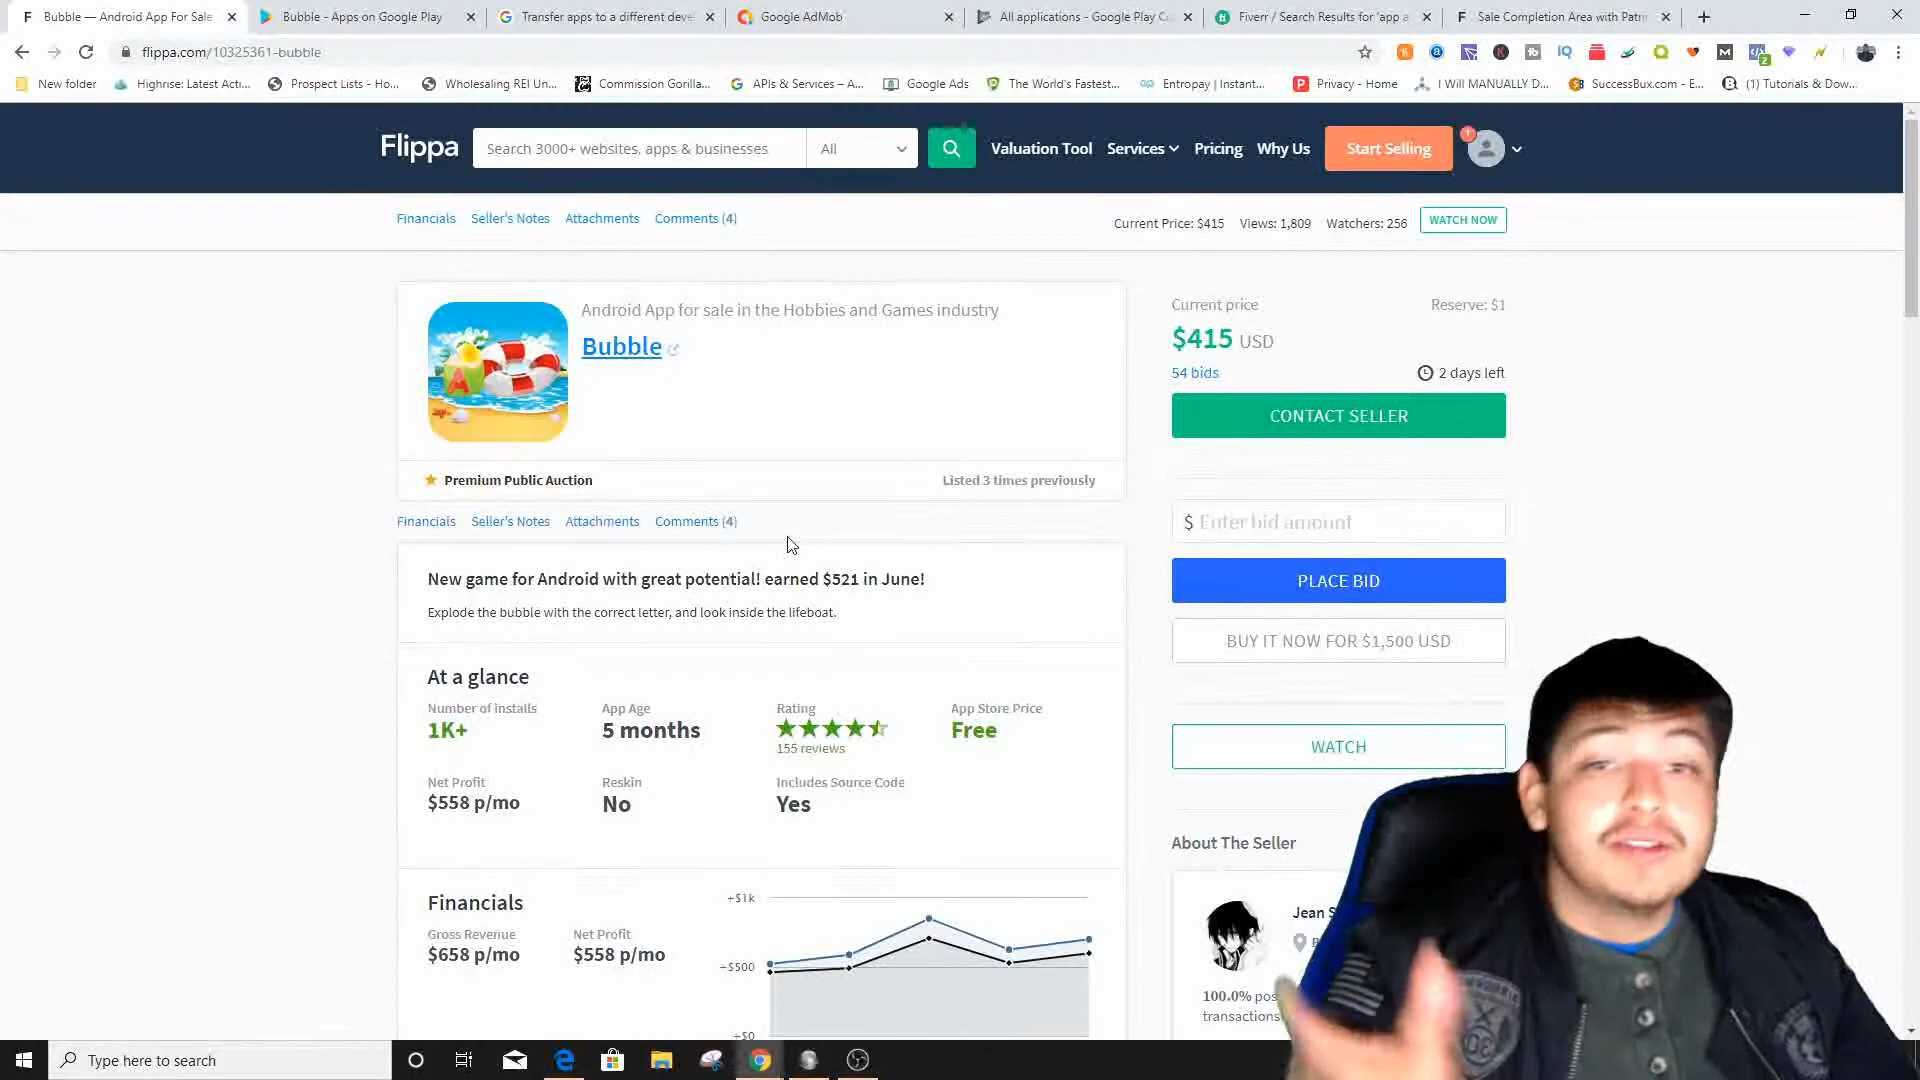 Bubble — Android App For Sale
Bubble - Apps on Google Play
Transfer apps to a different deve
Google AdMob
All applications - Google Play Co
Fiverr / Search Results for 'app a
Sale Completion Area with Patri
flippa.com/10325361-bubble
New folder
Highrise: Latest Acti...
Prospect Lists - Ho...
Wholesaling REI Un...
Commission Gorilla...
APIs & Services – A...
Google Ads
The World's Fastest...
Entropay | Instant...
Privacy - Home
I Will MANUALLY D...
SuccessBux.com - E...
(1) Tutorials & Dow...
Flippa
Search 3000+ websites, apps & businesses
All
Valuation Tool
Services
Pricing
Why Us
Start Selling
Financials
Seller's Notes
Attachments
Comments (4)
Current Price: $415
Views: 1,809
Watchers: 256
WATCH NOW
Android App for sale in the Hobbies and Games industry
Bubble
A
Premium Public Auction
Listed 3 times previously
Current price
Reserve: $1
$415 USD
54 bids
2 days left
CONTACT SELLER
$ Enter bid amount
PLACE BID
BUY IT NOW FOR $1,500 USD
WATCH
Financials
Seller's Notes
Attachments
Comments (4)
New game for Android with great potential! earned $521 in June!
Explode the bubble with the correct letter, and look inside the lifeboat.
At a glance
Number of installs
1K+
App Age
5 months
Rating
155 reviews
App Store Price
Free
Net Profit
$558 p/mo
Reskin
No
Includes Source Code
Yes
Financials
Gross Revenue
$658 p/mo
Net Profit
$558 p/mo
+$1k
+$500
+$0
About The Seller
Jean S
100.0% pos
transactions
Type here to search